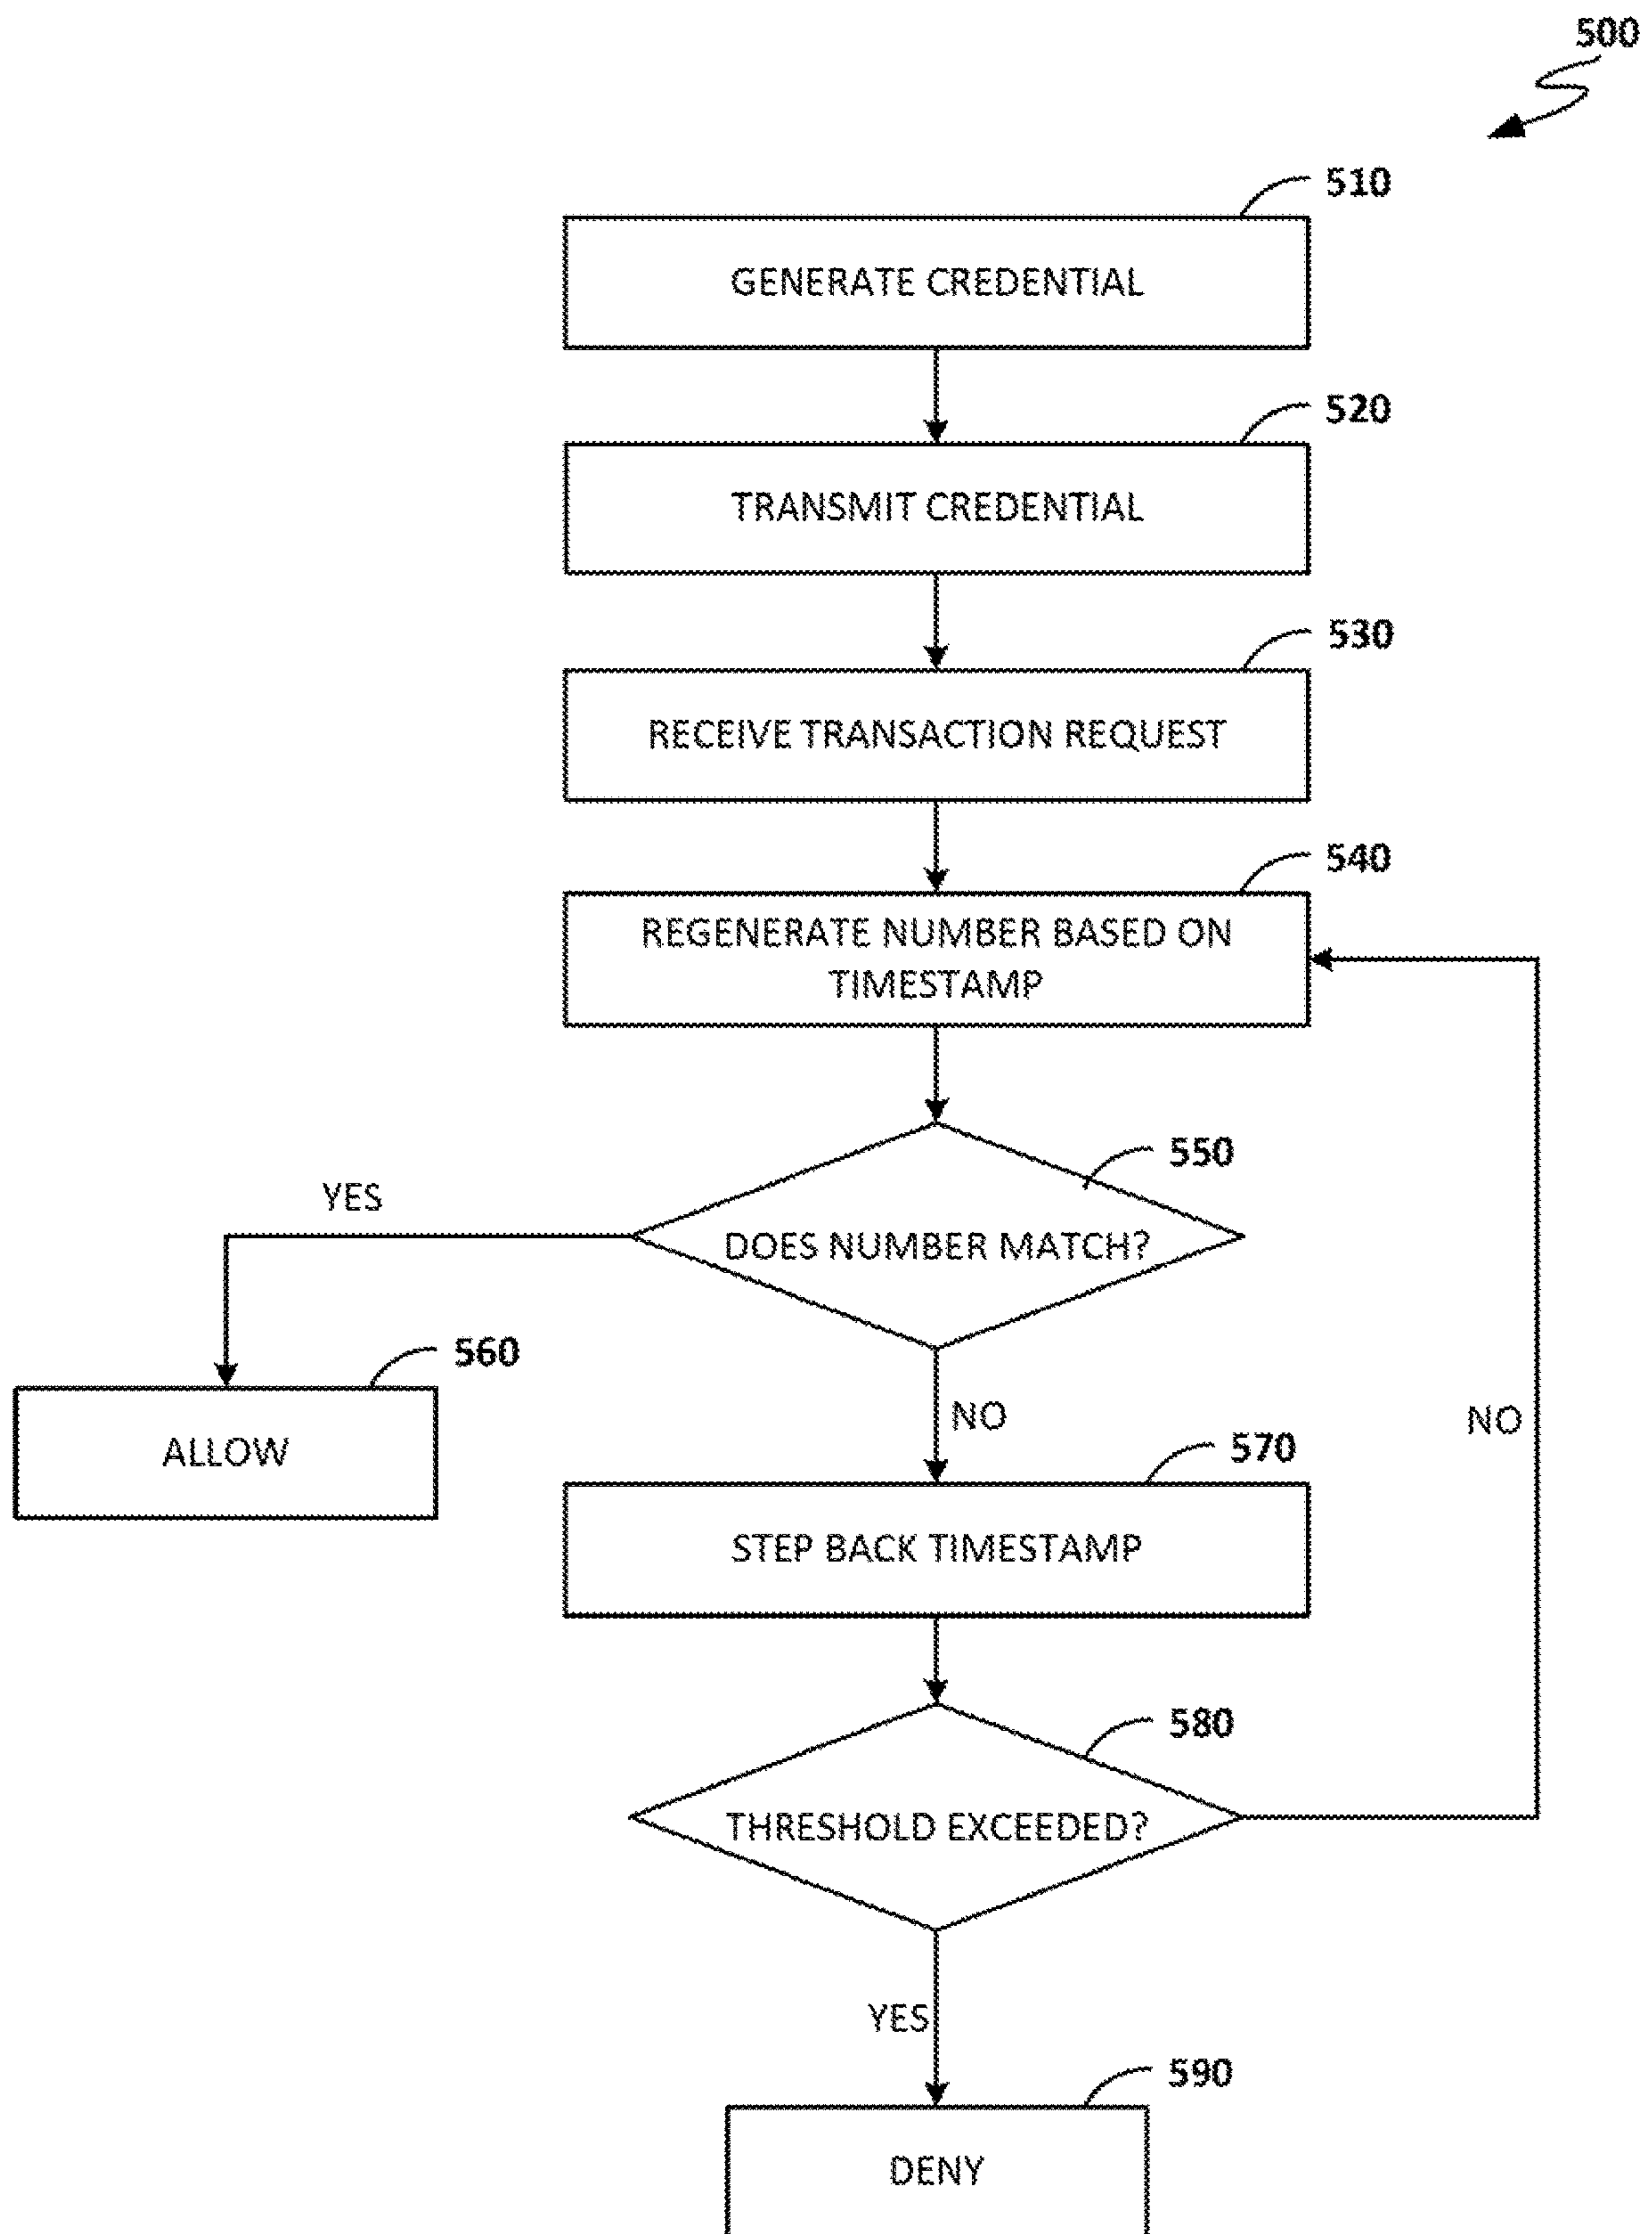 500
510
GENERATE CREDENTIAL
520
TRANSMIT CREDENTIAL
530
RECEIVE TRANSACTION REQUEST
540
REGENERATE NUMBER BASED ON
TIMESTAMP
550
YES
DOES NUMBER MATCH?
560
ALLOW
NO
NO
570
STEP BACK TIMESTAMP
580
THRESHOLD EXCEEDED?
YES
590
DENY